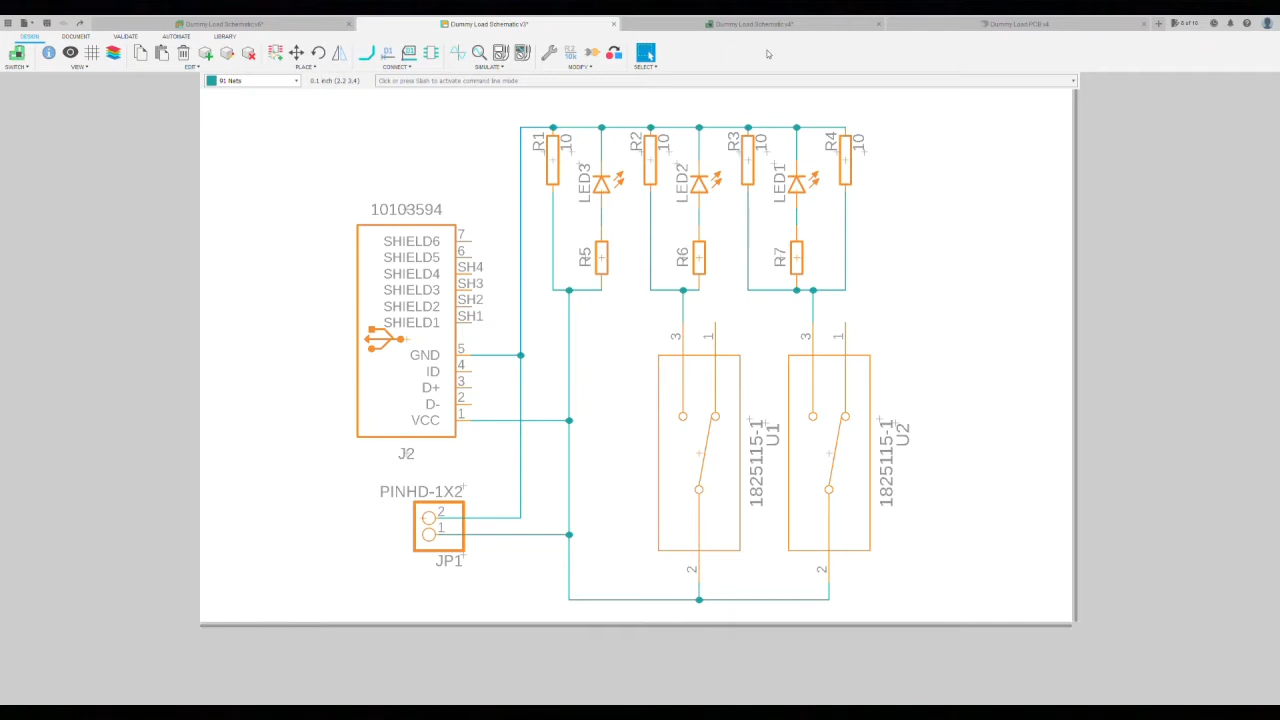 Dummy Load Schematic v6*
Dummy Load Schematic v3*
Dummy Load Schematic v4*
Dummy Load PCB v4
DESIGN DOCUMENT VALIDATE AUTOMATE LIBRARY
SWITCH VIEW EDIT PLACE CONNECT SIMULATE MODIFY SELECT
91 Nets
0.1 inch (2.2 3.4)
Click or press Slash to activate command line mode
R1 10
R2 10
R3 10
R4 10
LED3
LED2
LED1
R5
R6
R7
10103594
SHIELD6 7
SHIELD5 6
SHIELD4 SH4
SHIELD3 SH3
SHIELD2 SH2
SHIELD1 SH1
GND 5
ID 4
D+ 3
D- 2
VCC 1
J2
PINHD-1X2
2
1
JP1
3 1
1825115-1
U1
2
3 1
1825115-1
U2
2